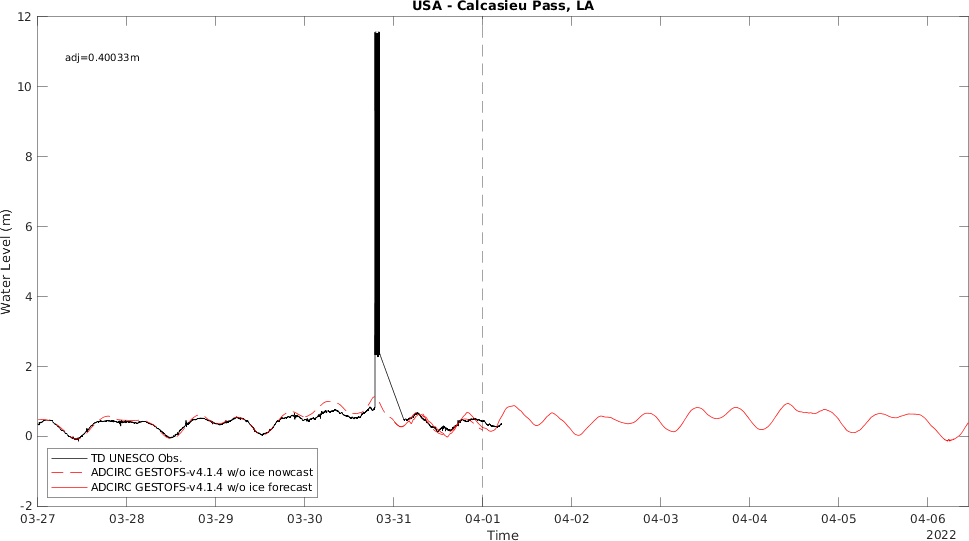 USA - Calcasieu Pass, LA
12
adj=0.40033m
10
8
6
4
2
0
-2
Water Level (m)
TD UNESCO Obs.
ADCIRC GESTOFS-v4.1.4 w/o ice nowcast
ADCIRC GESTOFS-v4.1.4 w/o ice forecast
03-27 03-28 03-29 03-30 03-31 04-01 04-02 04-03 04-04 04-05 04-06
Time
2022